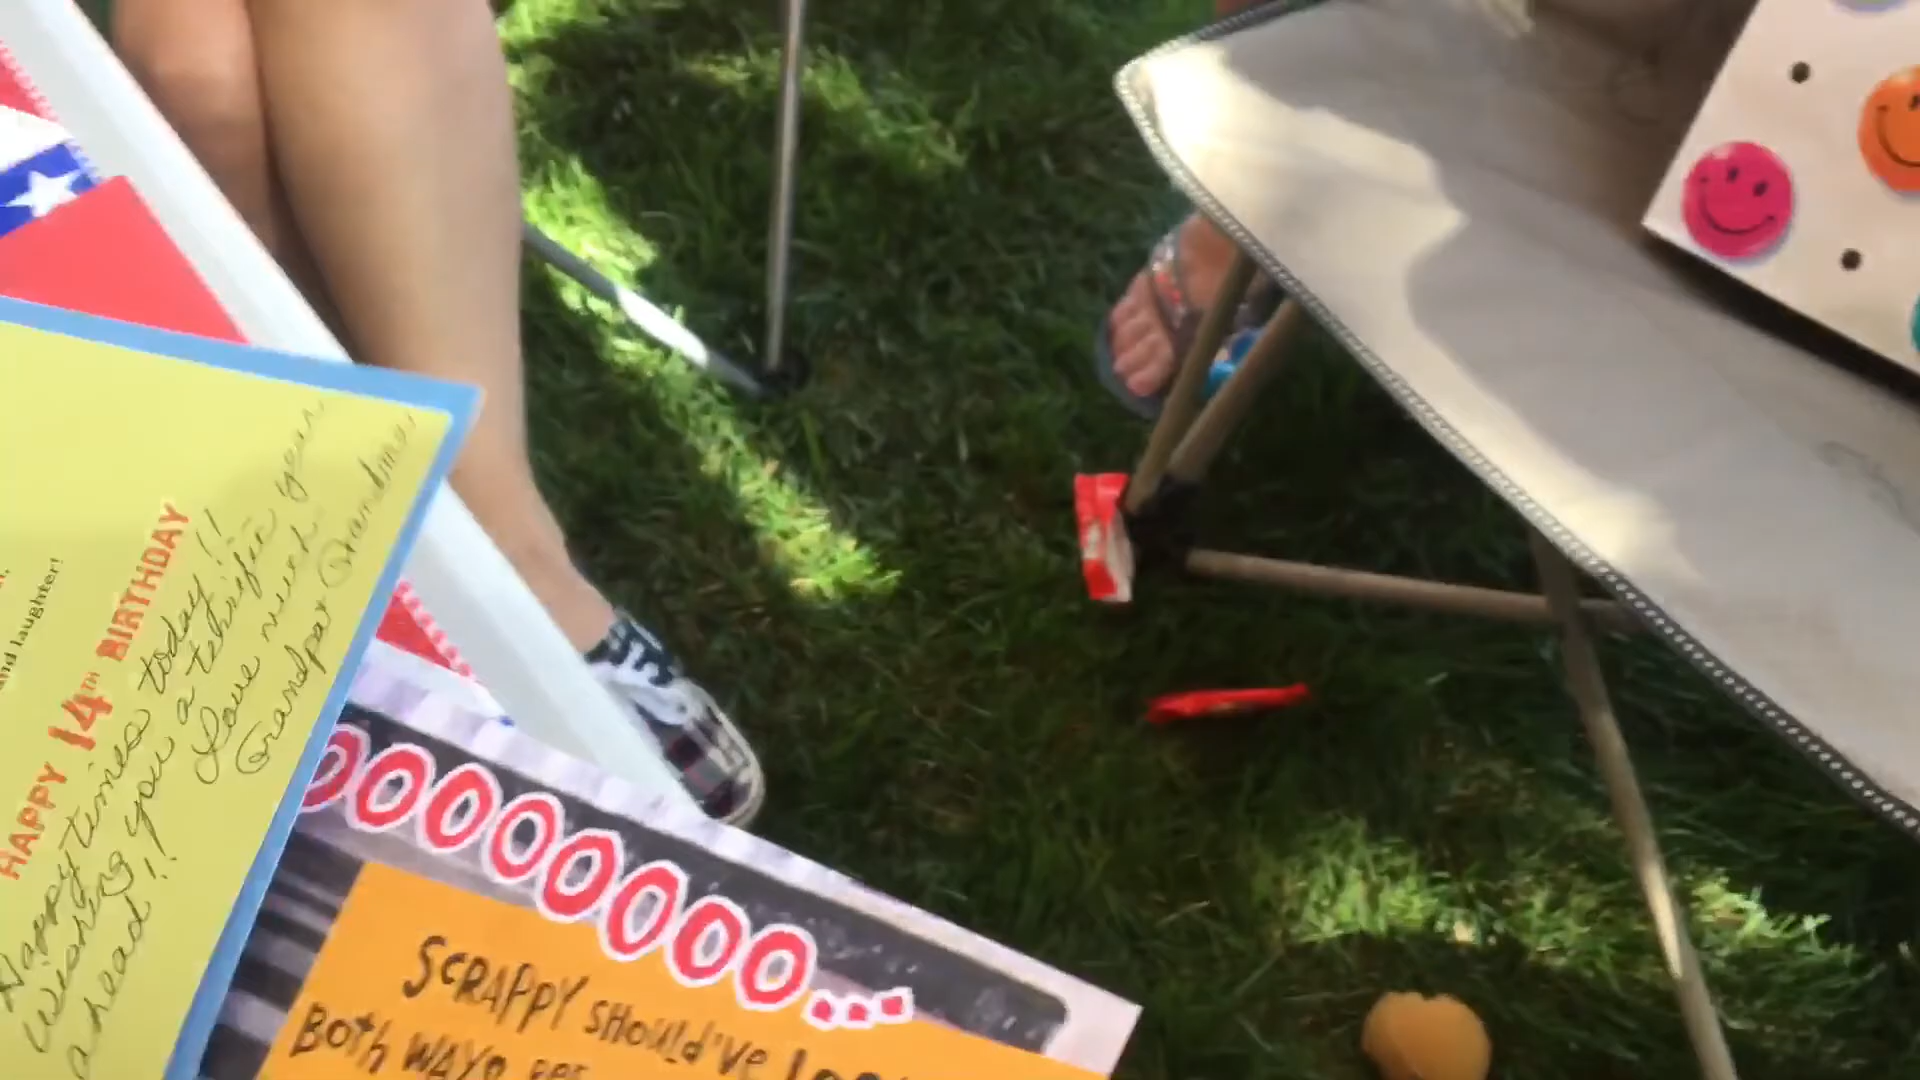 and laughter!
HAPPY 14TH BIRTHDAY
Happy times today!!
Wishing you a terrific year
ahead!!
Love much
Grandpa + Grandma
OOOOOOOO...
SCRAPPY SHOULD'VE
BOTH WAYS